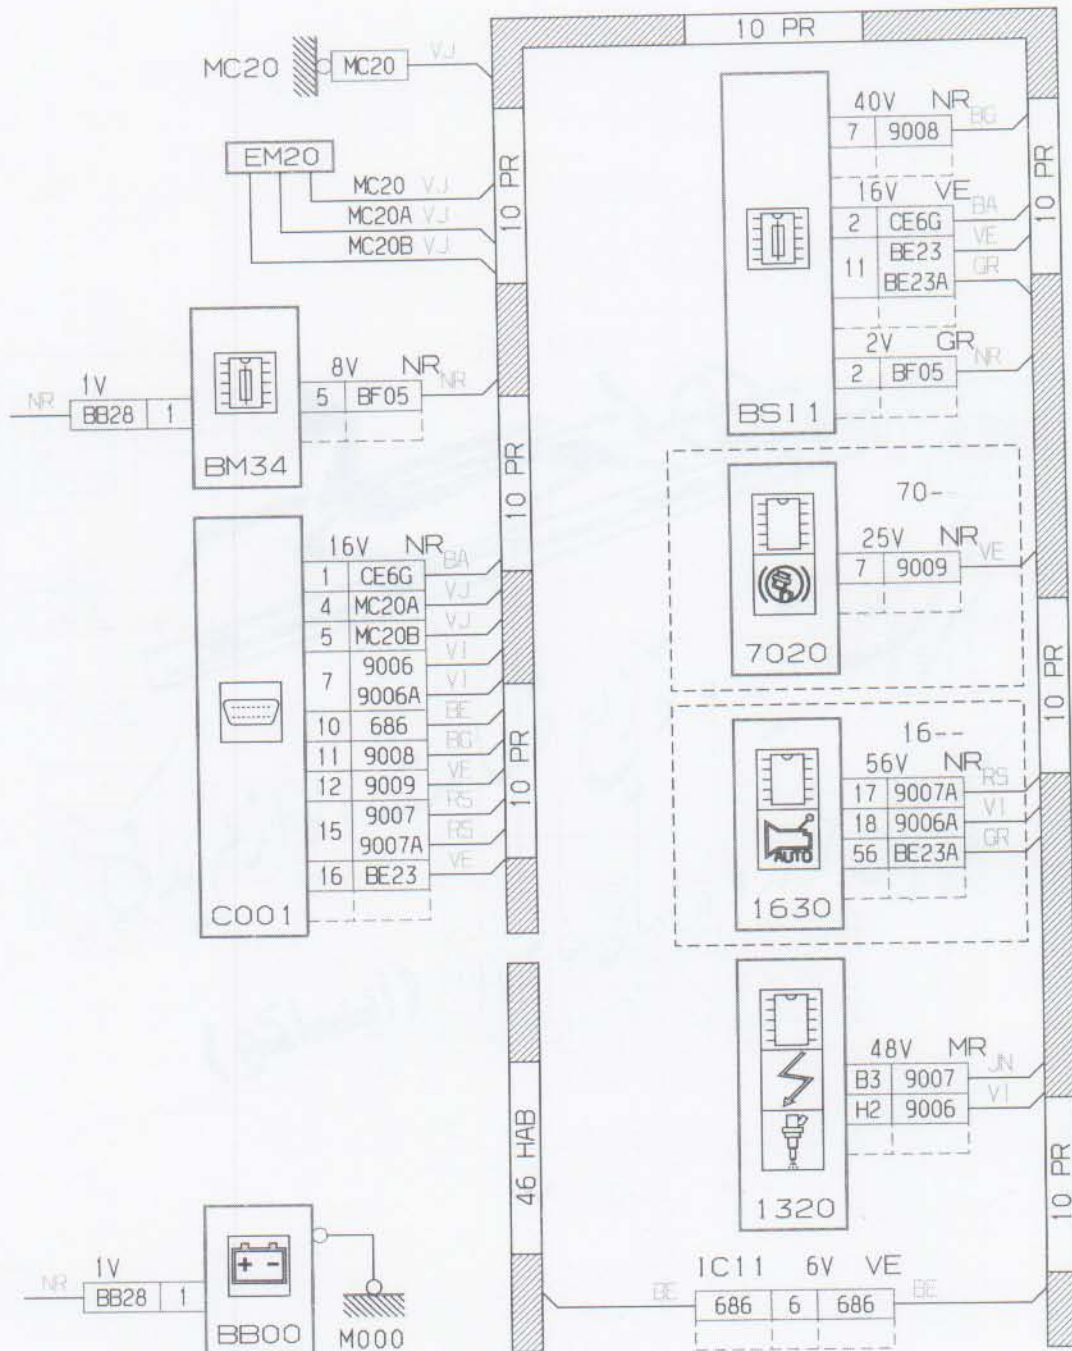 10 PR
MC20
MC20
VJ
EM20
MC20 VJ
MC20A VJ
MC20B VJ
10 PR
1V
NR
BB28 1
BM34
8V NR
5 BF05 NR
10 PR
C001
16V NR
1 CE6G BA
4 MC20A VJ
5 MC20B VJ
7 9006 VI
9006A VI
10 686 BE
11 9008 BG
12 9009 VE
15 9007 RS
9007A RS
16 BE23 VE
10 PR
46 HAB
1V
NR
BB28 1
BB00
M000
BS11
40V NR
7 9008 BG
16V VE
2 CE6G BA
11 BE23 VE
BE23A GR
2V GR
2 BF05 NR
10 PR
70-
7020
25V NR
7 9009 VE
16--
1630
AUTO
56V NR
17 9007A RS
18 9006A VI
56 BE23A GR
10 PR
1320
48V MR
B3 9007 JN
H2 9006 VI
10 PR
IC11 6V VE
BE 686 6 686 BE